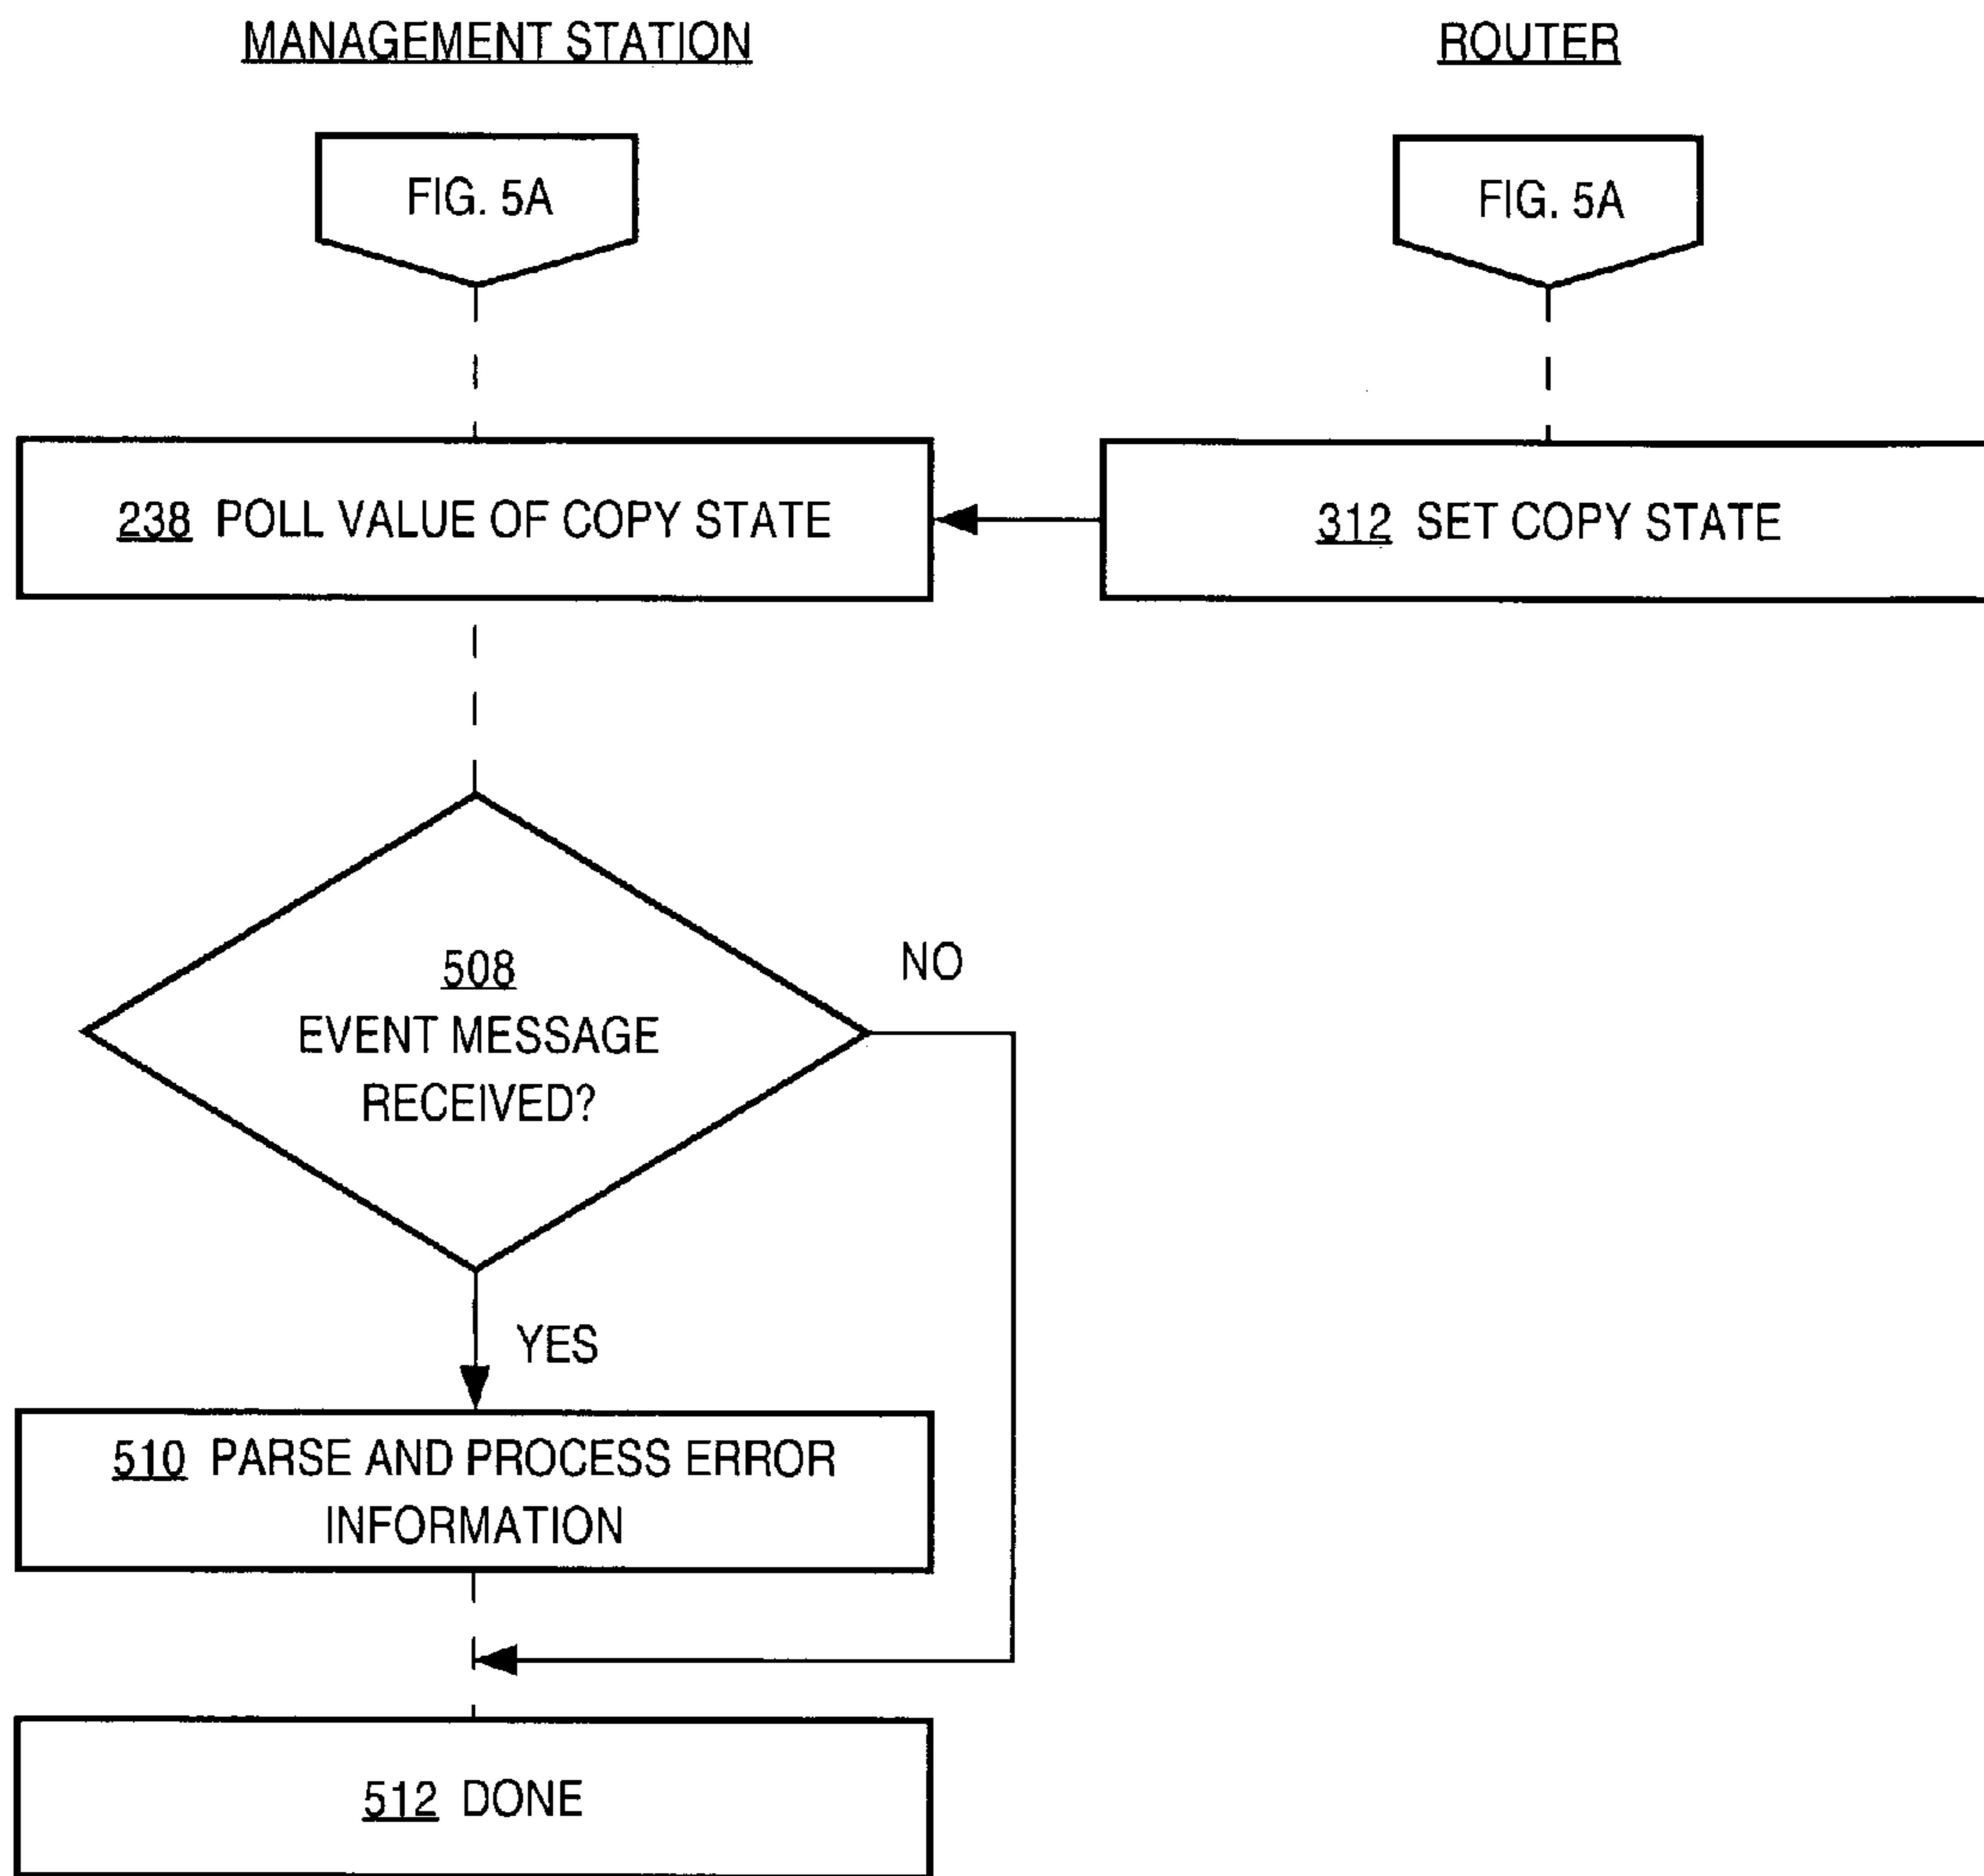 MANAGEMENT STATION
ROUTER
FIG. 5A
FIG. 5A
238 POLL VALUE OF COPY STATE
312 SET COPY STATE
508
EVENT MESSAGE
RECEIVED?
NO
YES
510 PARSE AND PROCESS ERROR
INFORMATION
512 DONE